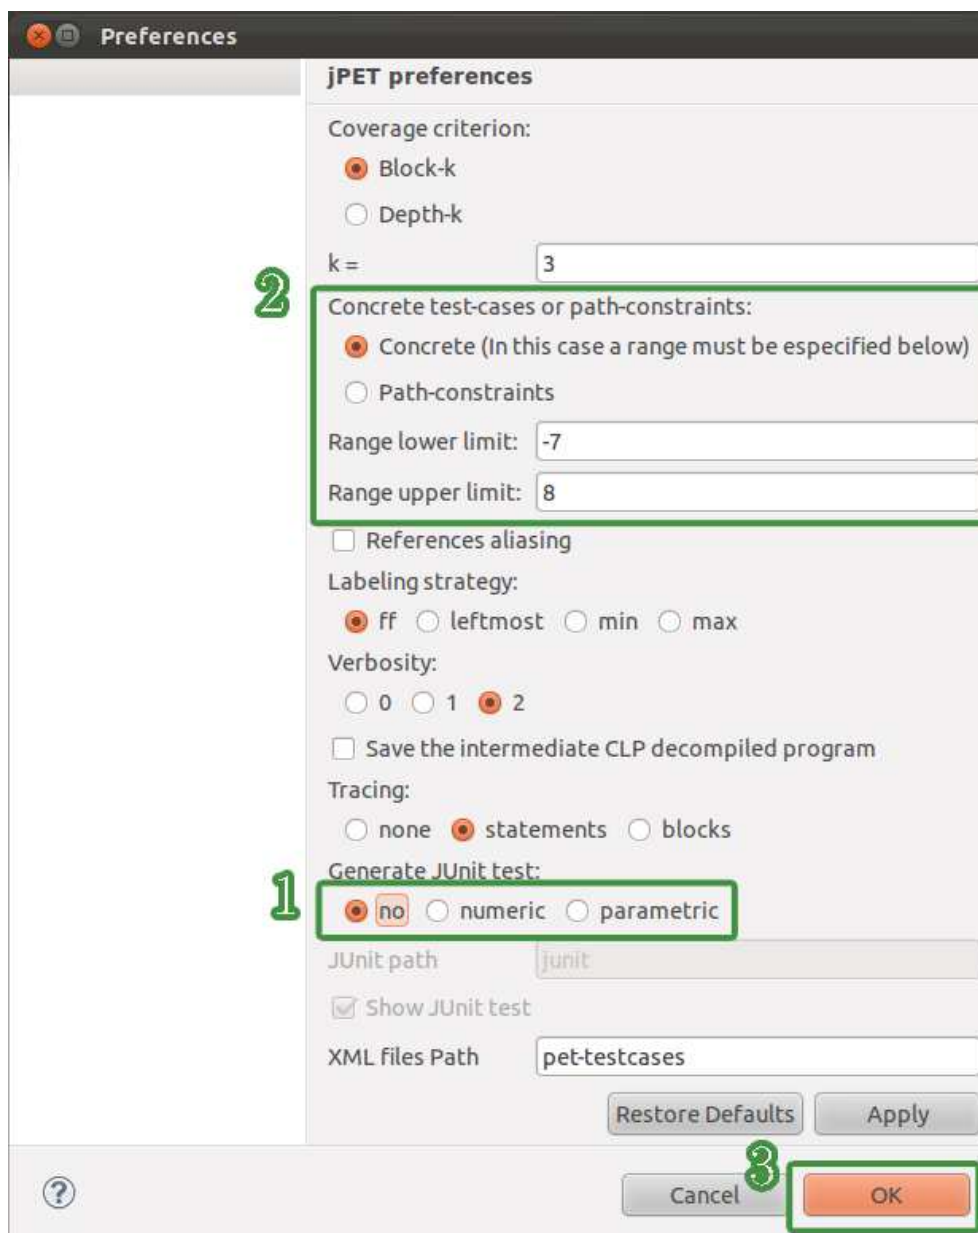 Preferences
jPET preferences
Coverage criterion:
Block-k
Depth-k
k = 3
2
Concrete test-cases or path-constraints:
Concrete (In this case a range must be especified below)
Path-constraints
Range lower limit: -7
Range upper limit: 8
References aliasing
Labeling strategy:
ff leftmost min max
Verbosity:
0 1 2
Save the intermediate CLP decompiled program
Tracing:
none statements blocks
Generate JUnit test:
1 no numeric parametric
JUnit path junit
Show JUnit test
XML files Path pet-testcases
Restore Defaults Apply
3
? Cancel OK